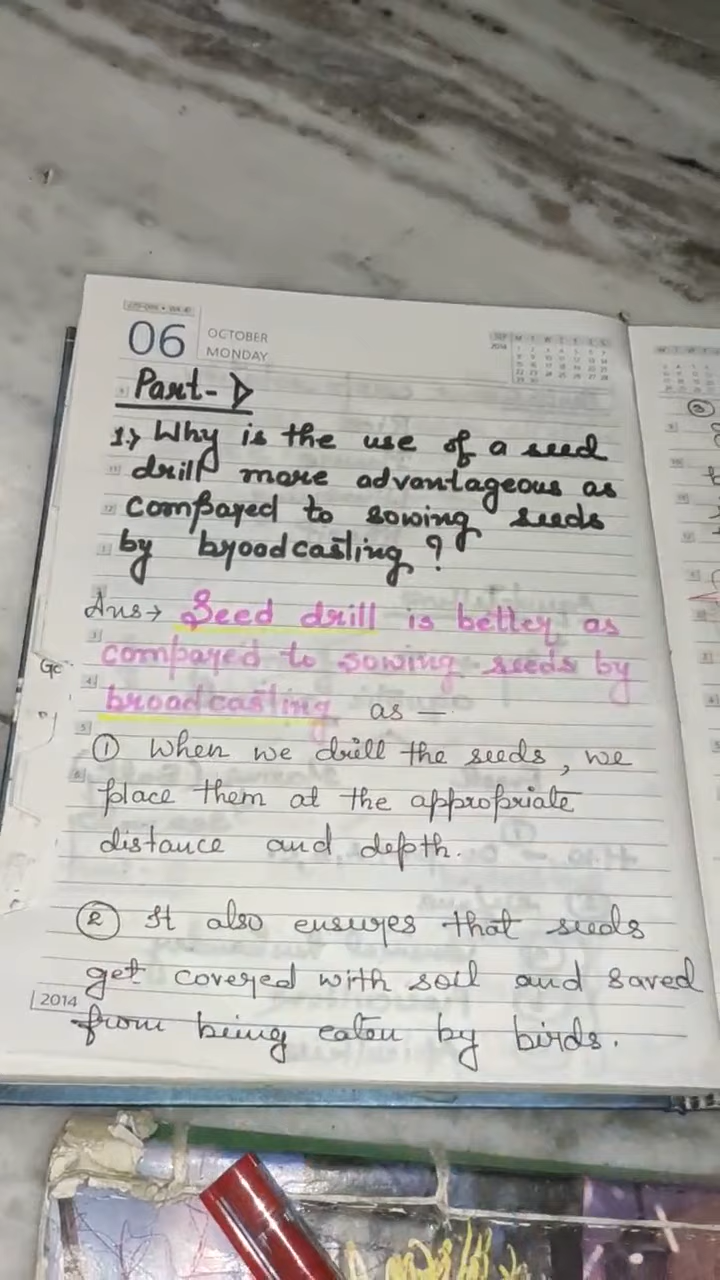 06
OCTOBER
MONDAY
SEP
2014
Part- D
1) Why is the use of a seed
drill more advantageous as
compared to sowing seeds
by broodcasting ?
Ans → Seed drill is better as
compared to sowing seeds by
broadcasting as —
① When we drill the seeds, we
place them at the appropriate
distance and depth.
② It also ensures that seeds
get covered with soil and saved
from being eaten by birds.
2014